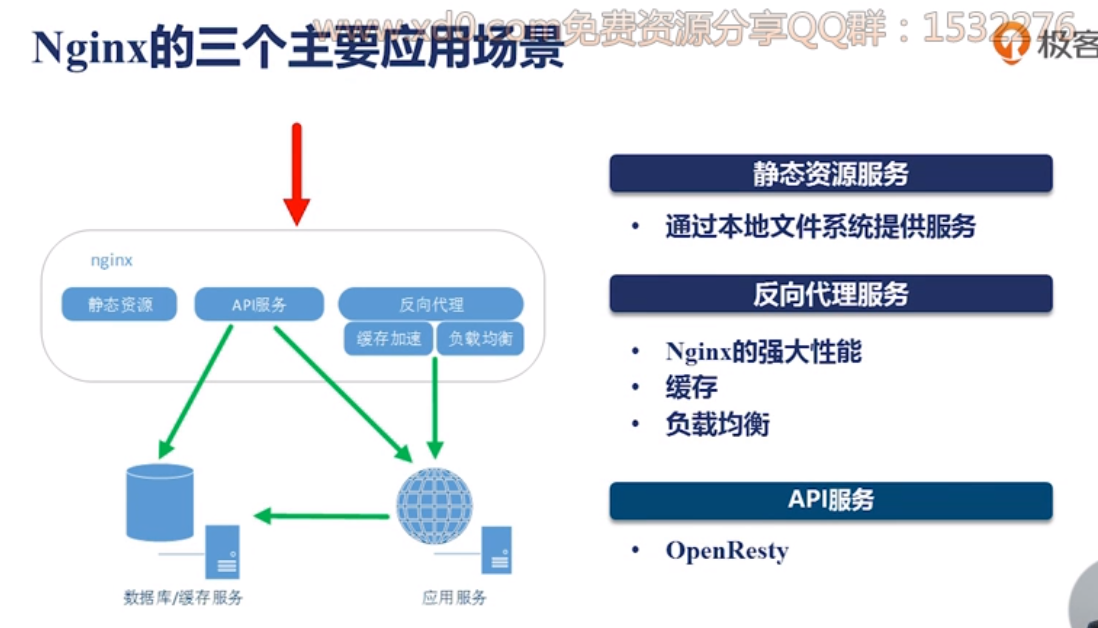 www.xd0.com免费资源分享QQ群：1532276
Nginx的三个主要应用场景
极客
nginx
静态资源
API服务
反向代理
缓存加速
负载均衡
数据库/缓存服务
应用服务
静态资源服务
• 通过本地文件系统提供服务
反向代理服务
• Nginx的强大性能
• 缓存
• 负载均衡
API服务
• OpenResty